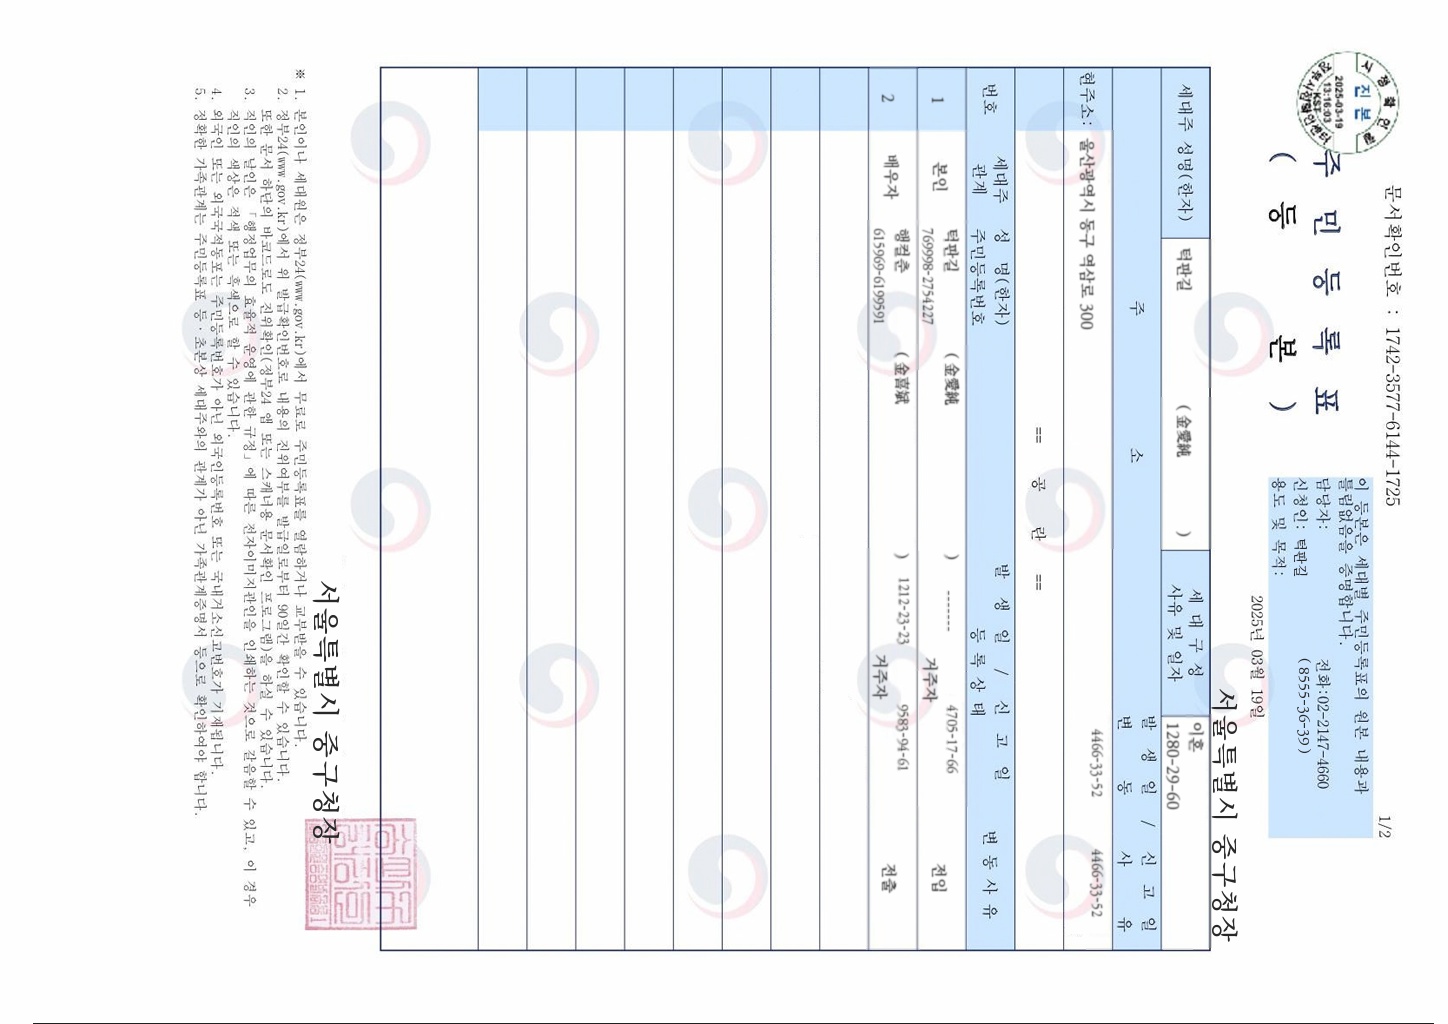 문서확인번호 : 1742-3577-6144-1725
1/2
시점확인필
진본
2025-03-19
13:16:03
KST
주 민 등 록 표
( 등 본 )
이 등본은 세대별 주민등록표의 원본 내용과
틀림없음을 증명합니다.
담당자: 전화:02-2147-4660
신청인: 턱판길 (8555-36-39)
용도 및 목적:
2025년 03월 19일
서울특별시 중구청장
세대주 성명(한자) 턱판길 ( 金愛純 ) 세 대 구 성 사유 및 일자 이혼 1280-29-60
주 소 발 생 일 / 신 고 일
변 동 사 유
현주소: 울산광역시 동구 역삼로 300 4466-33-52 4466-33-52
== 공 란 ==
번호 세대주 관계 성 명(한자) 주민등록번호 발 생 일 / 신 고 일 등 록 상 태 변 동 사 유
1 본인 턱판길 ( 金愛純 ) ------- 4705-17-66 전입
769998-2754227 거주자
2 배우자 행컬춘 ( 金喜斌 ) 1212-23-23 9583-94-61 전출
615969-6199591 거주자
서울특별시 중구청장
※ 1. 본인이나 세대원은 정부24(www.gov.kr)에서 무료로 주민등록표를 열람하거나 교부받을 수 있습니다.
2. 정부24(www.gov.kr)에서 위 발급확인번호로 내용의 진위여부를 발급일로부터 90일간 확인할 수 있습니다.
또한 문서 하단의 바코드로도 진위확인(정부24 앱 또는 스캐너용 문서확인 프로그램)을 하실 수 있습니다.
3. 직인의 날인은 「행정업무의 효율적 운영에 관한 규정」에 따른 전자이미지관인을 인쇄하는 것으로 갈음할 수 있고, 이 경우
직인의 색상은 적색 또는 흑색으로 할 수 있습니다.
4. 외국인 또는 외국국적동포는 주민등록번호가 아닌 외국인등록번호 또는 국내거소신고번호가 기재됩니다.
5. 정확한 가족관계는 주민등록표 등·초본상 세대주와의 관계가 아닌 가족관계증명서 등으로 확인하여야 합니다.